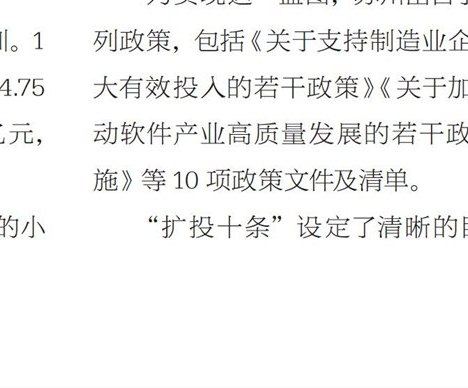 。1
4.75
亿元，
的小
列政策，包括《关于支持制造业企
大有效投入的若干政策》《关于加
动软件产业高质量发展的若干政
施》等 10 项政策文件及清单。
“扩投十条”设定了清晰的目